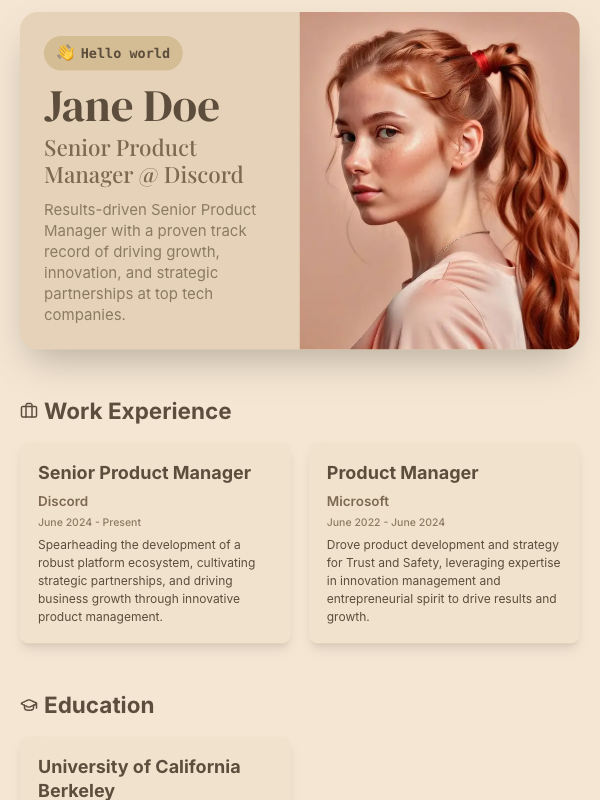 👋 Hello world
Jane Doe
Senior Product
Manager @ Discord
Results-driven Senior Product
Manager with a proven track
record of driving growth,
innovation, and strategic
partnerships at top tech
companies.
Work Experience
Senior Product Manager
Discord
June 2024 - Present
Spearheading the development of a
robust platform ecosystem, cultivating
strategic partnerships, and driving
business growth through innovative
product management.
Product Manager
Microsoft
June 2022 - June 2024
Drove product development and strategy
for Trust and Safety, leveraging expertise
in innovation management and
entrepreneurial spirit to drive results and
growth.
Education
University of California
Berkeley